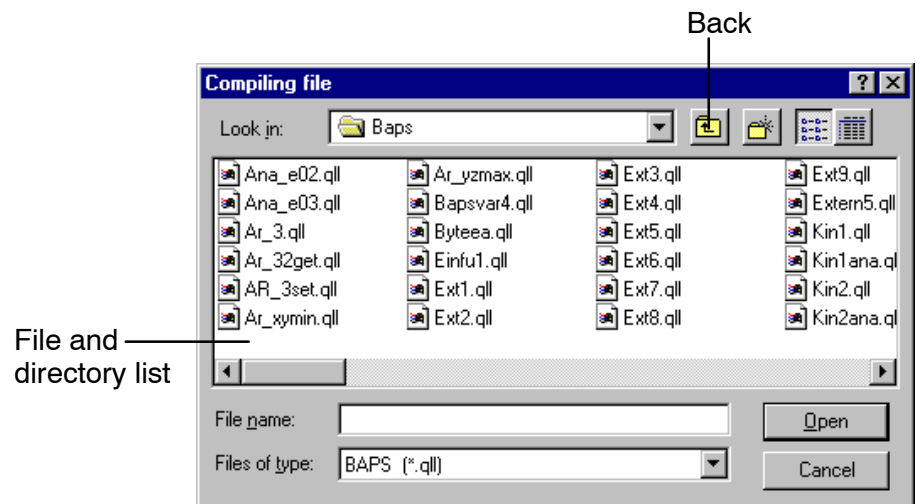 Back
Compiling file
Look in: Baps
Ana_e02.qll Ar_yzmax.qll Ext3.qll Ext9.qll
Ana_e03.qll Bapsvar4.qll Ext4.qll Extern5.qll
Ar_3.qll Byteea.qll Ext5.qll Kin1.qll
Ar_32get.qll Einfu1.qll Ext6.qll Kin1ana.ql
AR_3set.qll Ext1.qll Ext7.qll Kin2.qll
Ar_xymin.qll Ext2.qll Ext8.qll Kin2ana.ql
File and
directory list
File name: Open
Files of type: BAPS (*.qll) Cancel